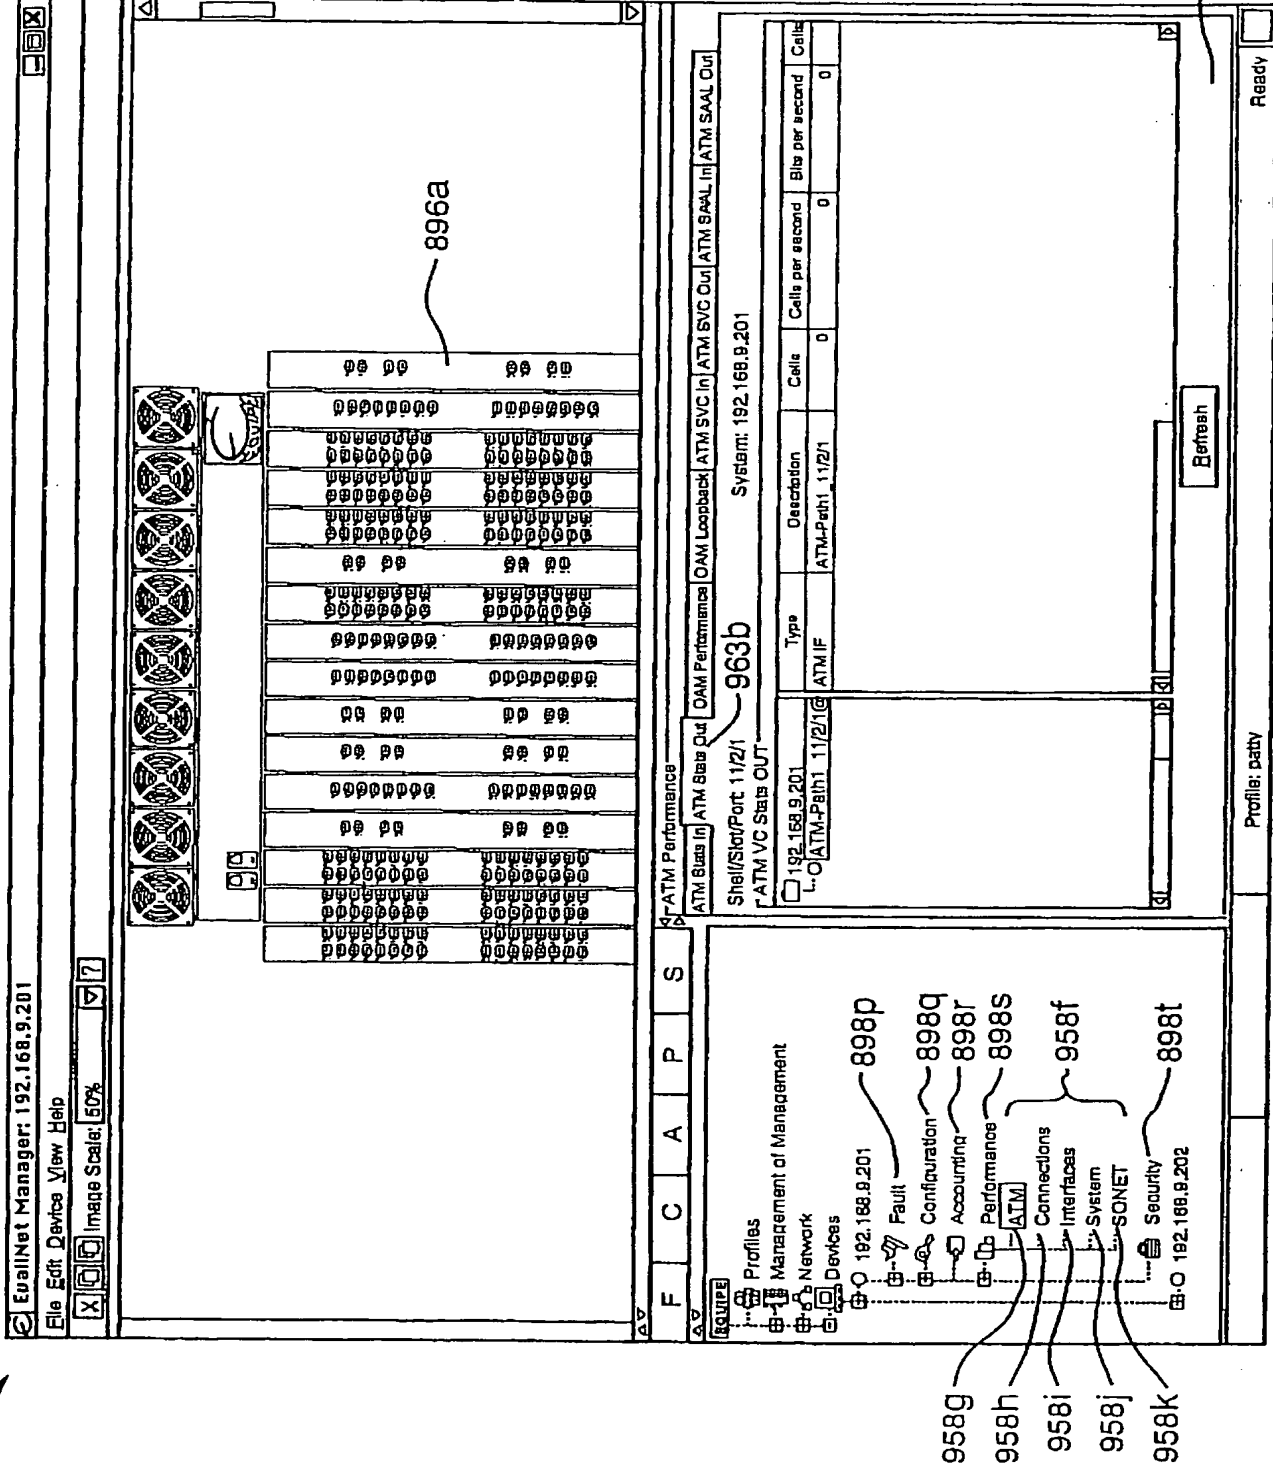 EuallNet Manager: 192.168.9.201
File Edit Device View Help
X Image Scale: 50% ?
EQUIPE
896a
F C A P S
EQUIPE
Profiles
Management of Management
Network
Devices
192.168.9.201
Fault
Configuration
Accounting
Performance
ATM
Connections
Interfaces
System
SONET
Security
192.168.9.202
898p
898q
898r
898s
958f
898t
958g
958h
958i
958j
958k
ATM Performance
ATM Stats In ATM Stats Out OAM Performance OAM Loopback ATM SVC In ATM SVC Out ATM SAAL In ATM SAAL Out
963b
Shelf/Slot/Port: 11/2/1 System: 192.168.9.201
ATM VC Stats OUT
192.168.9.201
ATM-Path1_11/2/1@
Type Description Cells Cells per second Bits per second Cells
ATM IF ATM-Path1_11/2/1 0 0 0
Refresh
Profile: patty
Ready